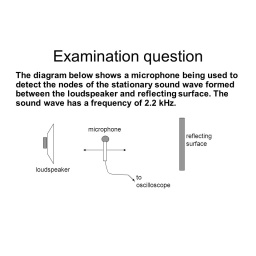 Examination question
The diagram below shows a microphone being used to
detect the nodes of the stationary sound wave formed
between the loudspeaker and reflecting surface. The
sound wave has a frequency of 2.2 kHz.
microphone
reflecting
surface
loudspeaker
to
oscilloscope